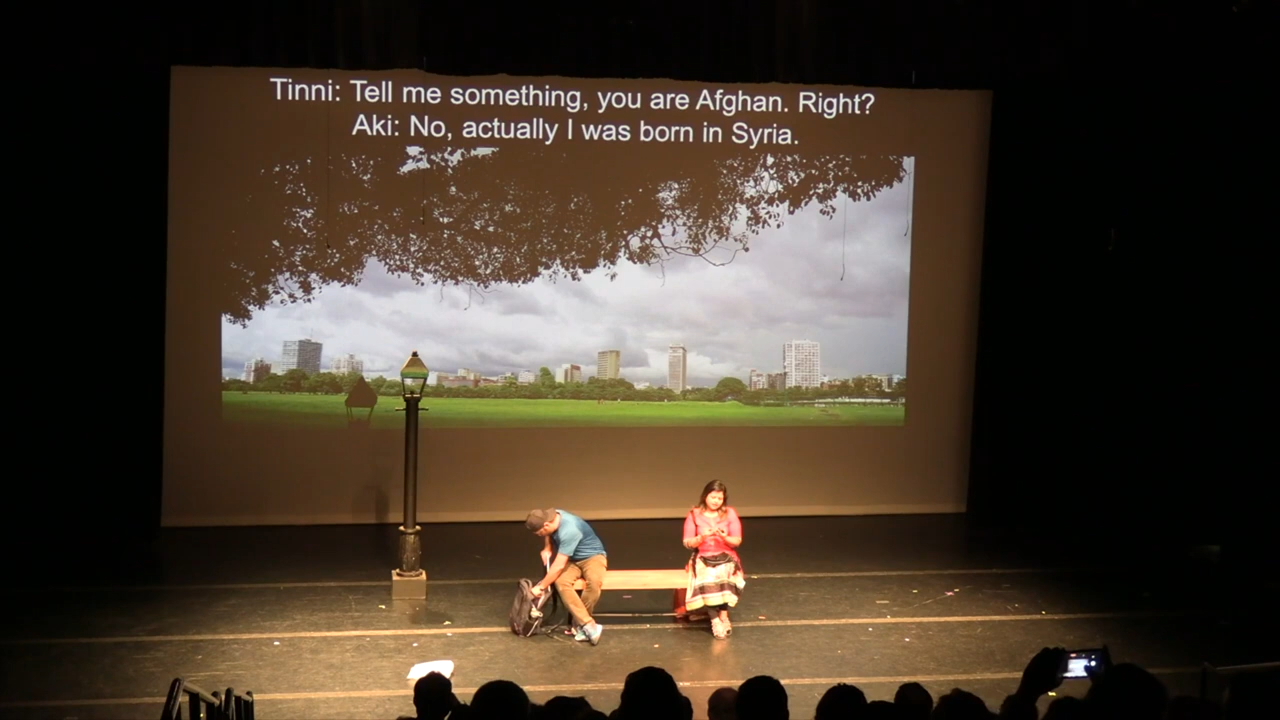 Tinni: Tell me something, you are Afghan. Right?
Aki: No, actually I was born in Syria.